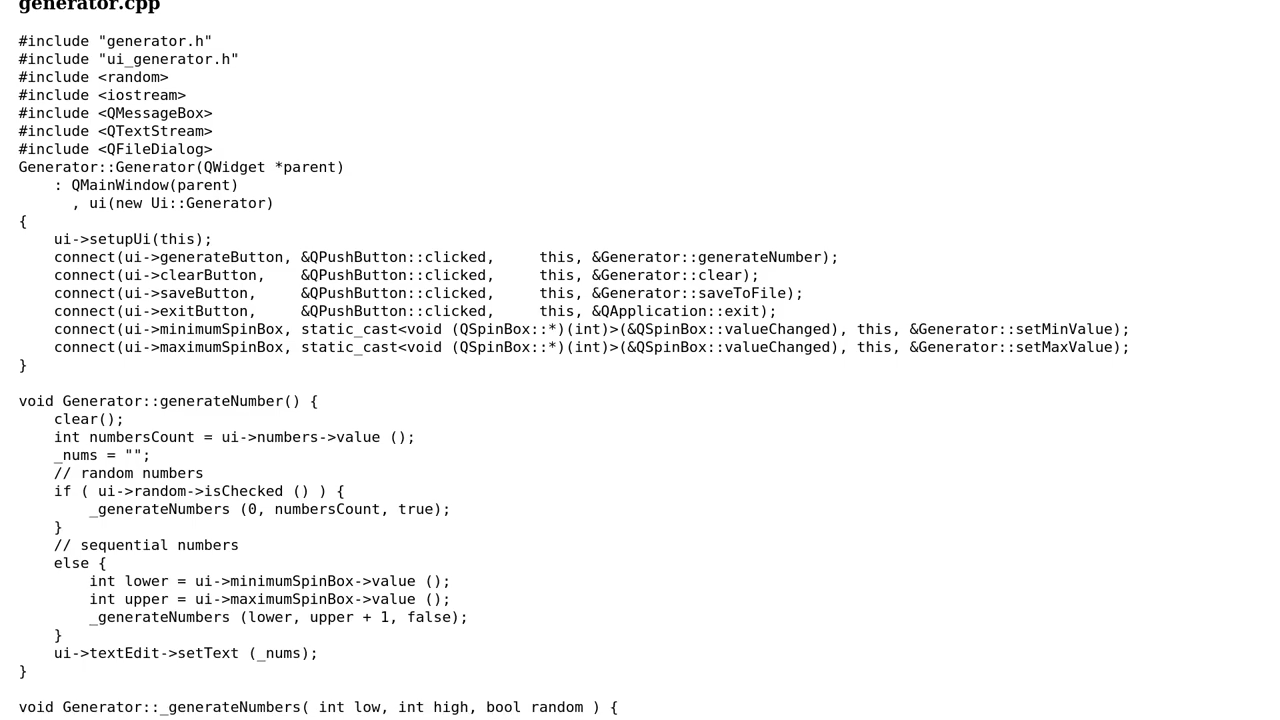 generator.cpp
#include "generator.h"
#include "ui_generator.h"
#include <random>
#include <iostream>
#include <QMessageBox>
#include <QTextStream>
#include <QFileDialog>
Generator::Generator(QWidget *parent)
    : QMainWindow(parent)
      , ui(new Ui::Generator)
{
    ui->setupUi(this);
    connect(ui->generateButton, &QPushButton::clicked,     this, &Generator::generateNumber);
    connect(ui->clearButton,    &QPushButton::clicked,     this, &Generator::clear);
    connect(ui->saveButton,     &QPushButton::clicked,     this, &Generator::saveToFile);
    connect(ui->exitButton,     &QPushButton::clicked,     this, &QApplication::exit);
    connect(ui->minimumSpinBox, static_cast<void (QSpinBox::*)(int)>(&QSpinBox::valueChanged), this, &Generator::setMinValue);
    connect(ui->maximumSpinBox, static_cast<void (QSpinBox::*)(int)>(&QSpinBox::valueChanged), this, &Generator::setMaxValue);
}

void Generator::generateNumber() {
    clear();
    int numbersCount = ui->numbers->value ();
    _nums = "";
    // random numbers
    if ( ui->random->isChecked () ) {
        _generateNumbers (0, numbersCount, true);
    }
    // sequential numbers
    else {
        int lower = ui->minimumSpinBox->value ();
        int upper = ui->maximumSpinBox->value ();
        _generateNumbers (lower, upper + 1, false);
    }
    ui->textEdit->setText (_nums);
}

void Generator::_generateNumbers( int low, int high, bool random ) {